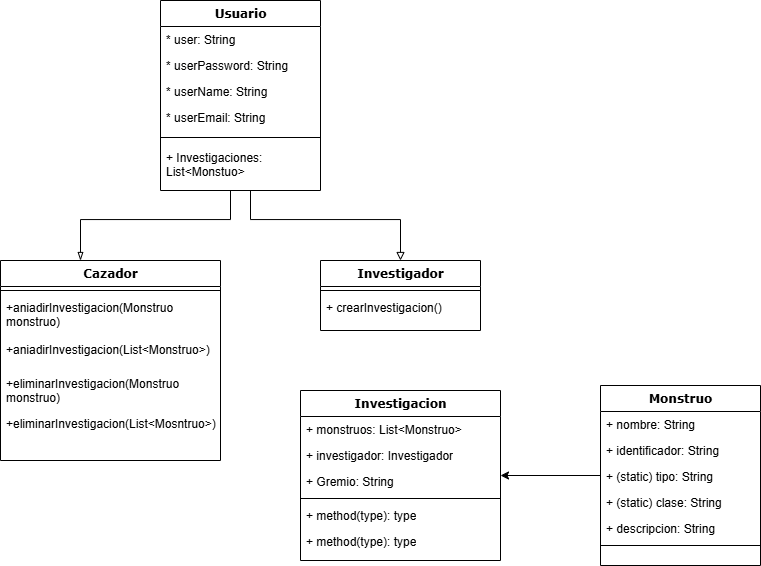 Usuario
* user: String
* userPassword: String
* userName: String
* userEmail: String
+ Investigaciones:
List<Monstuo>
Cazador
+aniadirInvestigacion(Monstruo
monstruo)
+aniadirInvestigacion(List<Monstruo>)
+eliminarInvestigacion(Monstruo
monstruo)
+eliminarInvestigacion(List<Mosntruo>)
Investigador
+ crearInvestigacion()
Investigacion
+ monstruos: List<Monstruo>
+ investigador: Investigador
+ Gremio: String
+ method(type): type
+ method(type): type
Monstruo
+ nombre: String
+ identificador: String
+ (static) tipo: String
+ (static) clase: String
+ descripcion: String